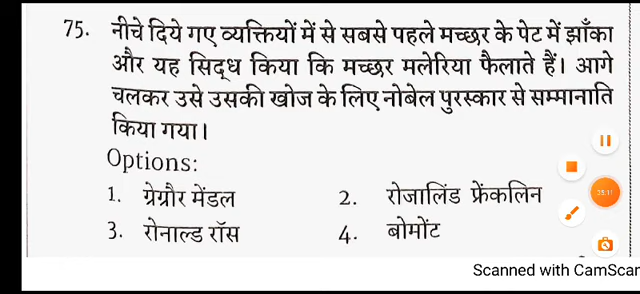 75. नीचे दिये गए व्यक्तियों में से सबसे पहले मच्छर के पेट में झाँका
और यह सिद्ध किया कि मच्छर मलेरिया फैलाते हैं। आगे
चलकर उसे उसकी खोज के लिए नोबेल पुरस्कार से सम्मानाति
किया गया।
Options:
1. ग्रेग्रौर मेंडल 2. रोजालिंड फ्रेंकलिन
3. रोनाल्ड रॉस 4. बोमोंट
Scanned with CamScan